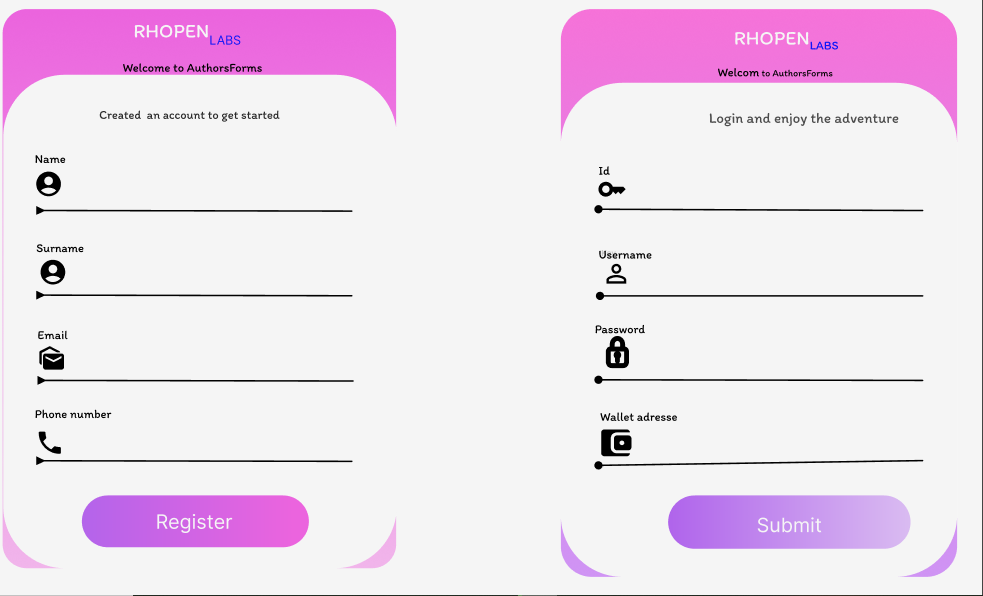 RHOPEN LABS
Welcome to AuthorsForms
Created an account to get started
Name
Surname
Email
Phone number
Register
RHOPEN LABS
Welcom to AuthorsForms
Login and enjoy the adventure
Id
Username
Password
Wallet adresse
Submit